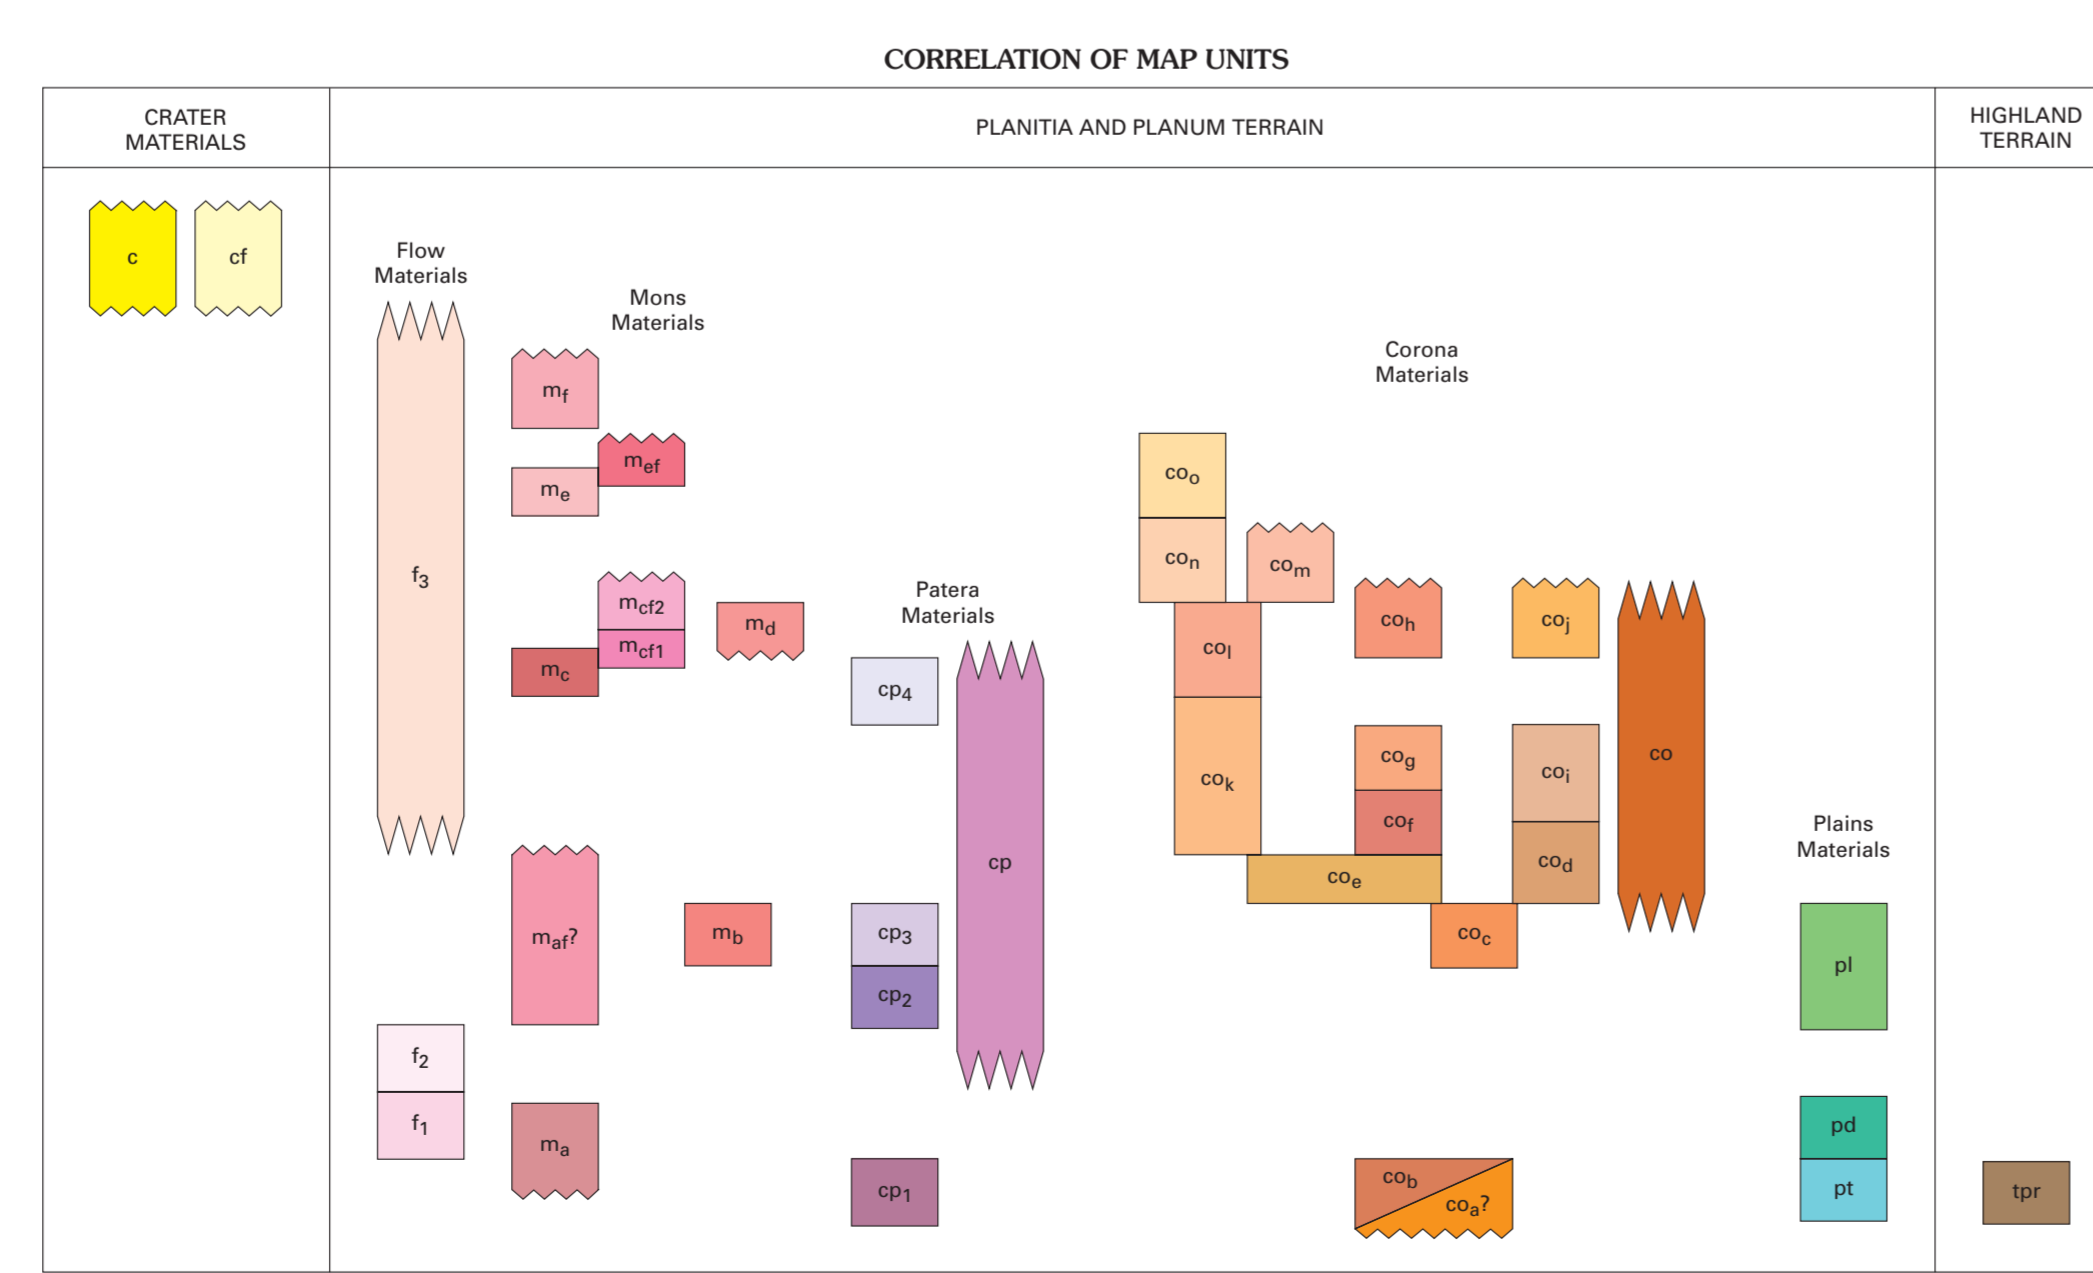 CORRELATION OF MAP UNITS
CRATER
MATERIALS
PLANITIA AND PLANUM TERRAIN
HIGHLAND
TERRAIN
c
cf
Flow
Materials
f3
f2
f1
Mons
Materials
mf
mef
me
mcf2
mcf1
mc
md
maf?
mb
ma
Patera
Materials
cp4
cp
cp3
cp2
cp1
Corona
Materials
coo
con
com
col
coh
coj
cok
cog
cof
coi
cod
co
coe
coc
cob
coa?
Plains
Materials
pl
pd
pt
tpr